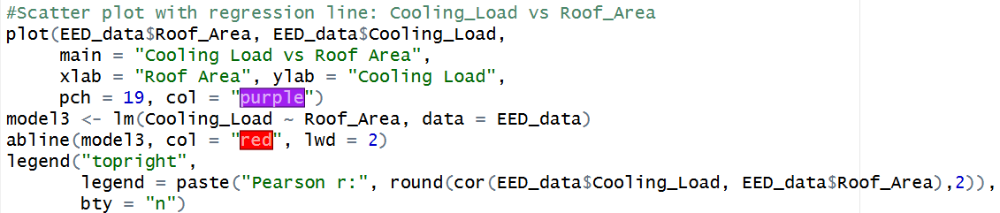 #Scatter plot with regression line: Cooling_Load vs Roof_Area
plot(EED_data$Roof_Area, EED_data$Cooling_Load,
     main = "Cooling Load vs Roof Area",
     xlab = "Roof Area", ylab = "Cooling Load",
     pch = 19, col = "purple")
model3 <- lm(Cooling_Load ~ Roof_Area, data = EED_data)
abline(model3, col = "red", lwd = 2)
legend("topright",
       legend = paste("Pearson r:", round(cor(EED_data$Cooling_Load, EED_data$Roof_Area),2)),
       bty = "n")